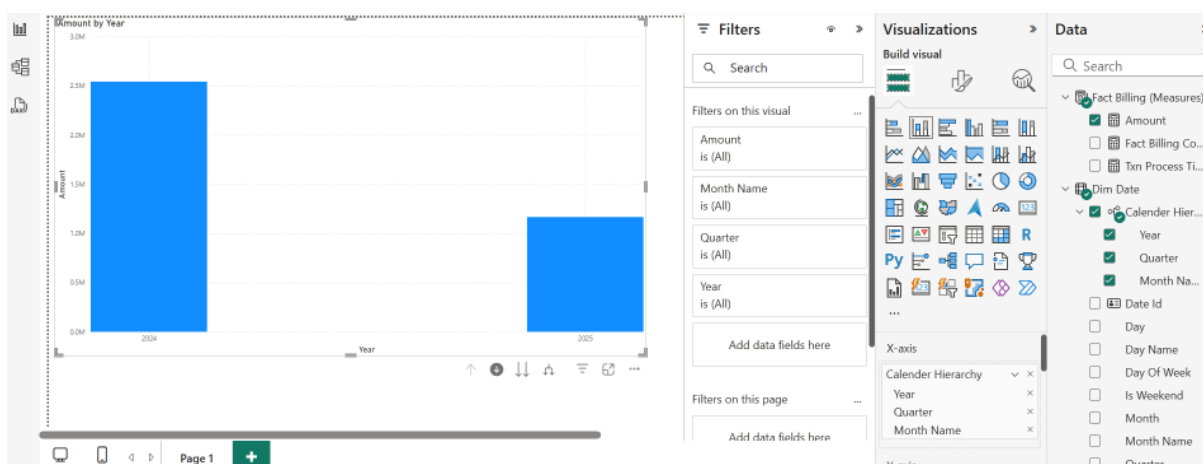 Amount by Year
3.0M
2.5M
2.0M
1.5M
1.0M
0.5M
0.0M
Amount
2024
2025
Year
Page 1
Filters
Search
Filters on this visual
Amount
is (All)
Month Name
is (All)
Quarter
is (All)
Year
is (All)
Add data fields here
Filters on this page
Add data fields here
Visualizations
Build visual
123
R
Py
123
X-axis
Calender Hierarchy
Year
Quarter
Month Name
Data
Search
Fact Billing (Measures)
Amount
Fact Billing Co...
Txn Process Ti...
Dim Date
Calender Hier...
Year
Quarter
Month Na...
Date Id
Day
Day Name
Day Of Week
Is Weekend
Month
Month Name
Quarter